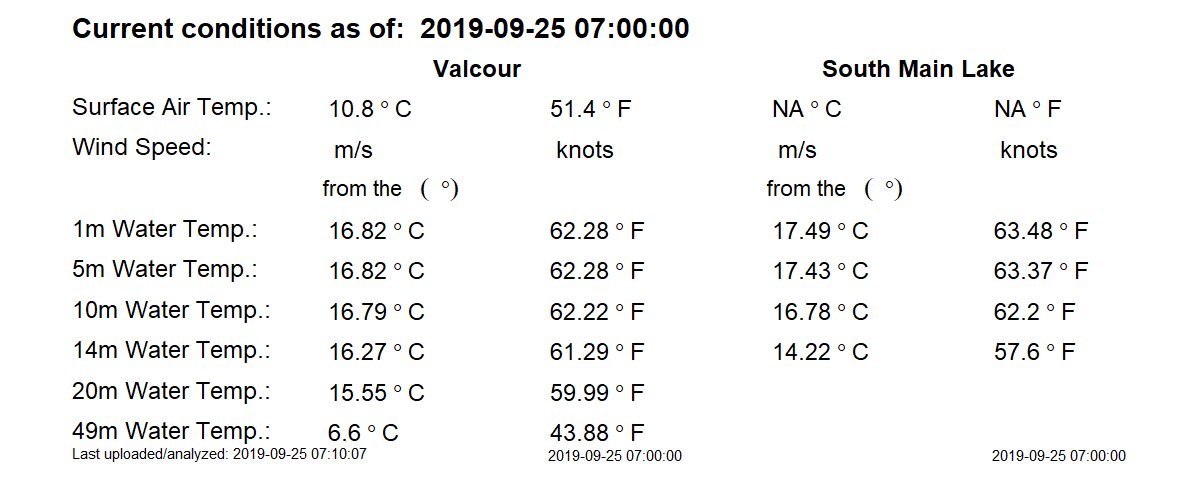 Current conditions as of: 2019-09-25 07:00:00
Valcour South Main Lake
Surface Air Temp.: 10.8 ° C 51.4 ° F NA ° C NA ° F
Wind Speed: m/s knots m/s knots
from the ( °) from the ( °)
1m Water Temp.: 16.82 ° C 62.28 ° F 17.49 ° C 63.48 ° F
5m Water Temp.: 16.82 ° C 62.28 ° F 17.43 ° C 63.37 ° F
10m Water Temp.: 16.79 ° C 62.22 ° F 16.78 ° C 62.2 ° F
14m Water Temp.: 16.27 ° C 61.29 ° F 14.22 ° C 57.6 ° F
20m Water Temp.: 15.55 ° C 59.99 ° F
49m Water Temp.: 6.6 ° C 43.88 ° F
Last uploaded/analyzed: 2019-09-25 07:10:07 2019-09-25 07:00:00 2019-09-25 07:00:00